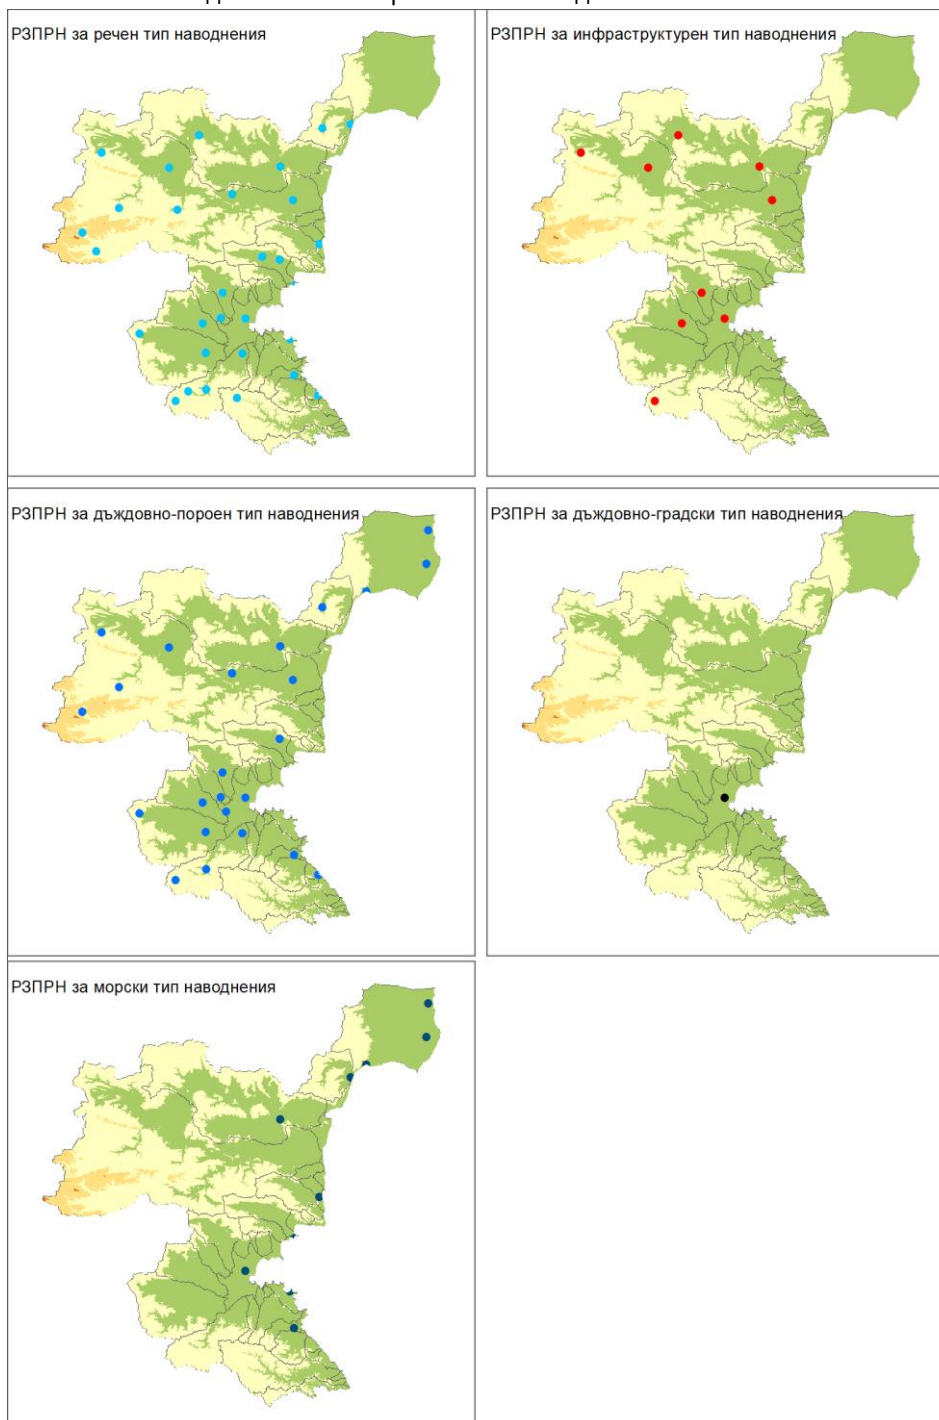 РЗПРН за речен тип наводнения
РЗПРН за инфраструктурен тип наводнения
РЗПРН за дъждовно-пороен тип наводнения
РЗПРН за дъждовно-градски тип наводнения
РЗПРН за морски тип наводнения